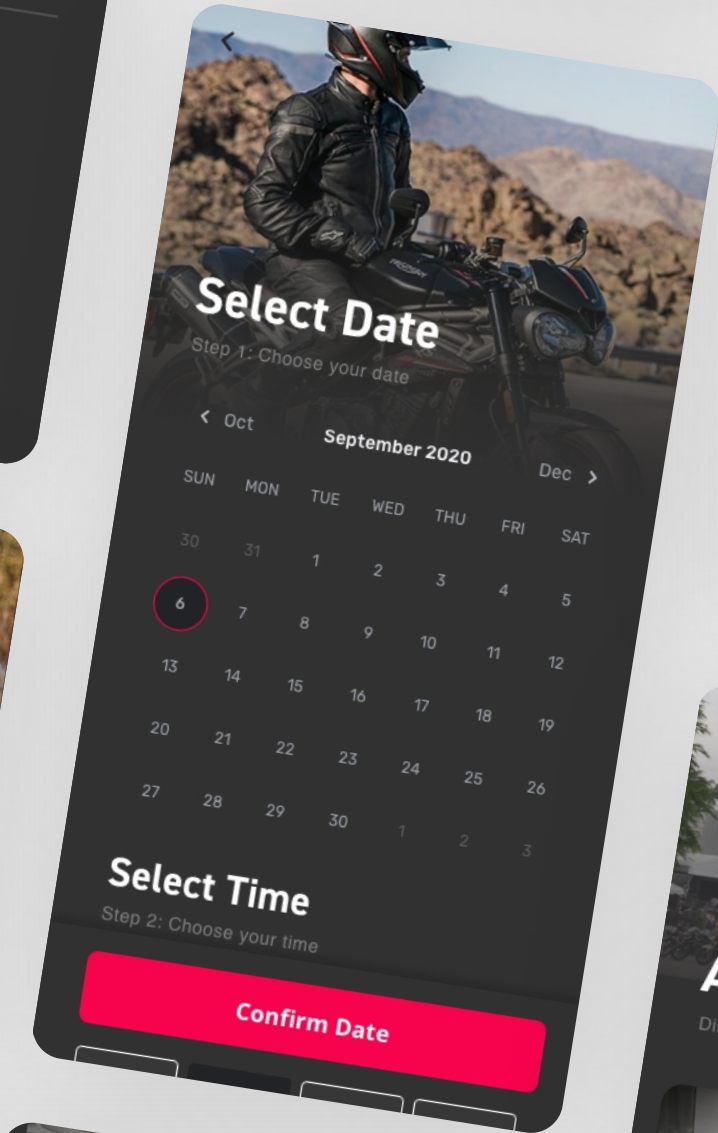 TRIUMPH
Select Date
Step 1: Choose your date
Oct September 2020 Dec
SUN MON TUE WED THU FRI SAT
30 31 1 2 3 4 5
6 7 8 9 10 11 12
13 14 15 16 17 18 19
20 21 22 23 24 25 26
27 28 29 30 1 2 3
Select Time
Step 2: Choose your time
Confirm Date